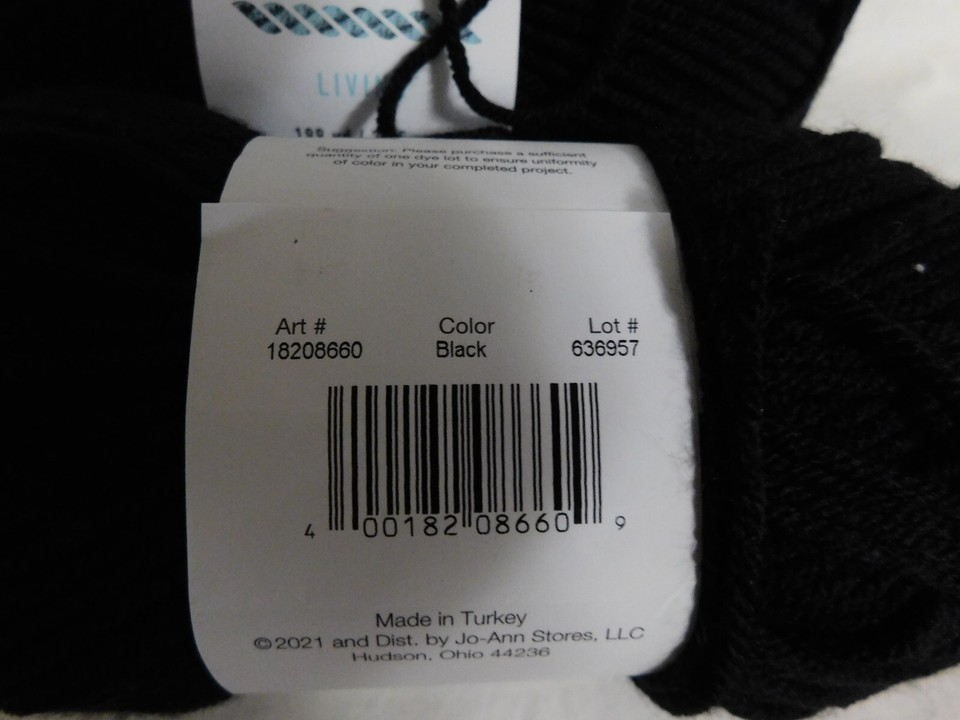 LIVI
Suggestion: Please purchase a sufficient
quantity of one dye lot to ensure uniformity
of color in your completed project.
Art # Color Lot #
18208660 Black 636957
4 00182 08660 9
Made in Turkey
©2021 and Dist. by Jo-Ann Stores, LLC
Hudson, Ohio 44236